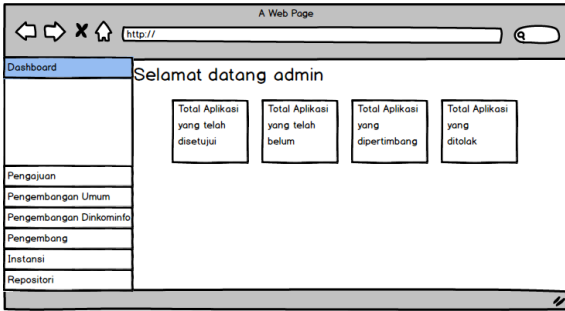 A Web Page
http://
Dashboard
Selamat datang admin
Total Aplikasi
yang telah
disetujui
Total Aplikasi
yang telah
belum
Total Aplikasi
yang
dipertimbang
Total Aplikasi
yang
ditolak
Pengajuan
Pengembangan Umum
Pengembangan Dinkominfo
Pengembang
Instansi
Repositori